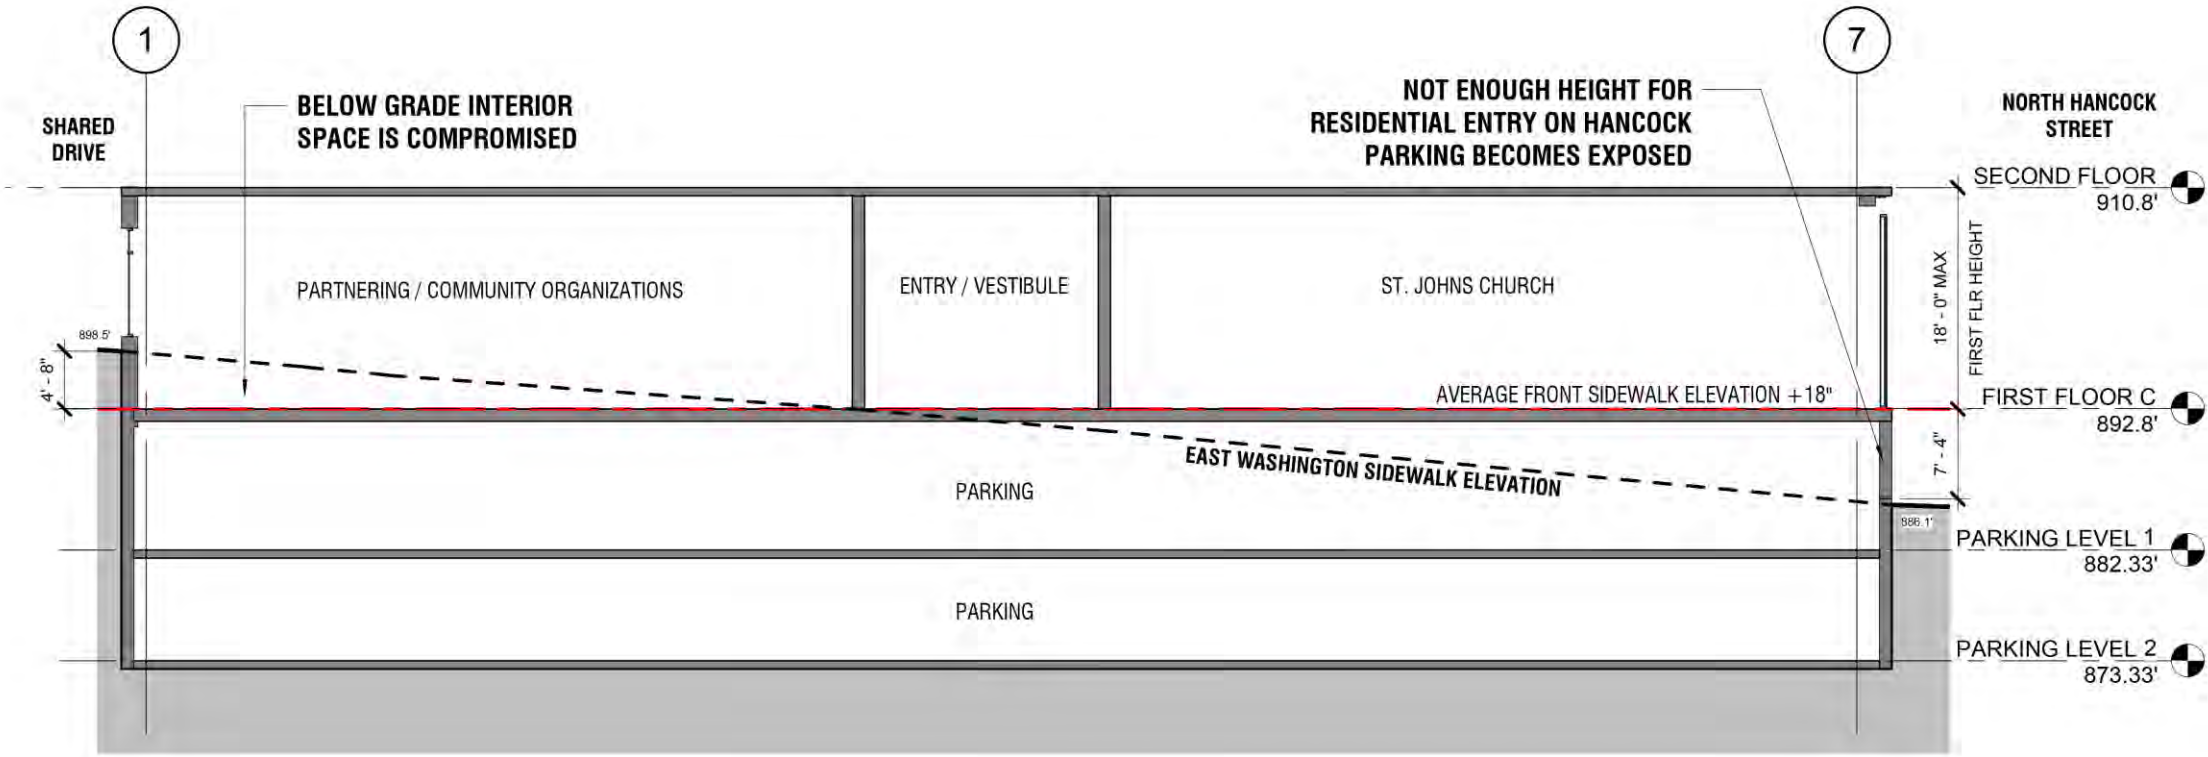 1
7
BELOW GRADE INTERIOR
SPACE IS COMPROMISED
NOT ENOUGH HEIGHT FOR
RESIDENTIAL ENTRY ON HANCOCK
PARKING BECOMES EXPOSED
SHARED
DRIVE
NORTH HANCOCK
STREET
SECOND FLOOR
910.8'
PARTNERING / COMMUNITY ORGANIZATIONS
ENTRY / VESTIBULE
ST. JOHNS CHURCH
18' - 0" MAX
FIRST FLR HEIGHT
898.5'
4' - 8"
AVERAGE FRONT SIDEWALK ELEVATION +18"
FIRST FLOOR C
892.8'
7' - 4"
EAST WASHINGTON SIDEWALK ELEVATION
PARKING
886.1'
PARKING LEVEL 1
882.33'
PARKING
PARKING LEVEL 2
873.33'